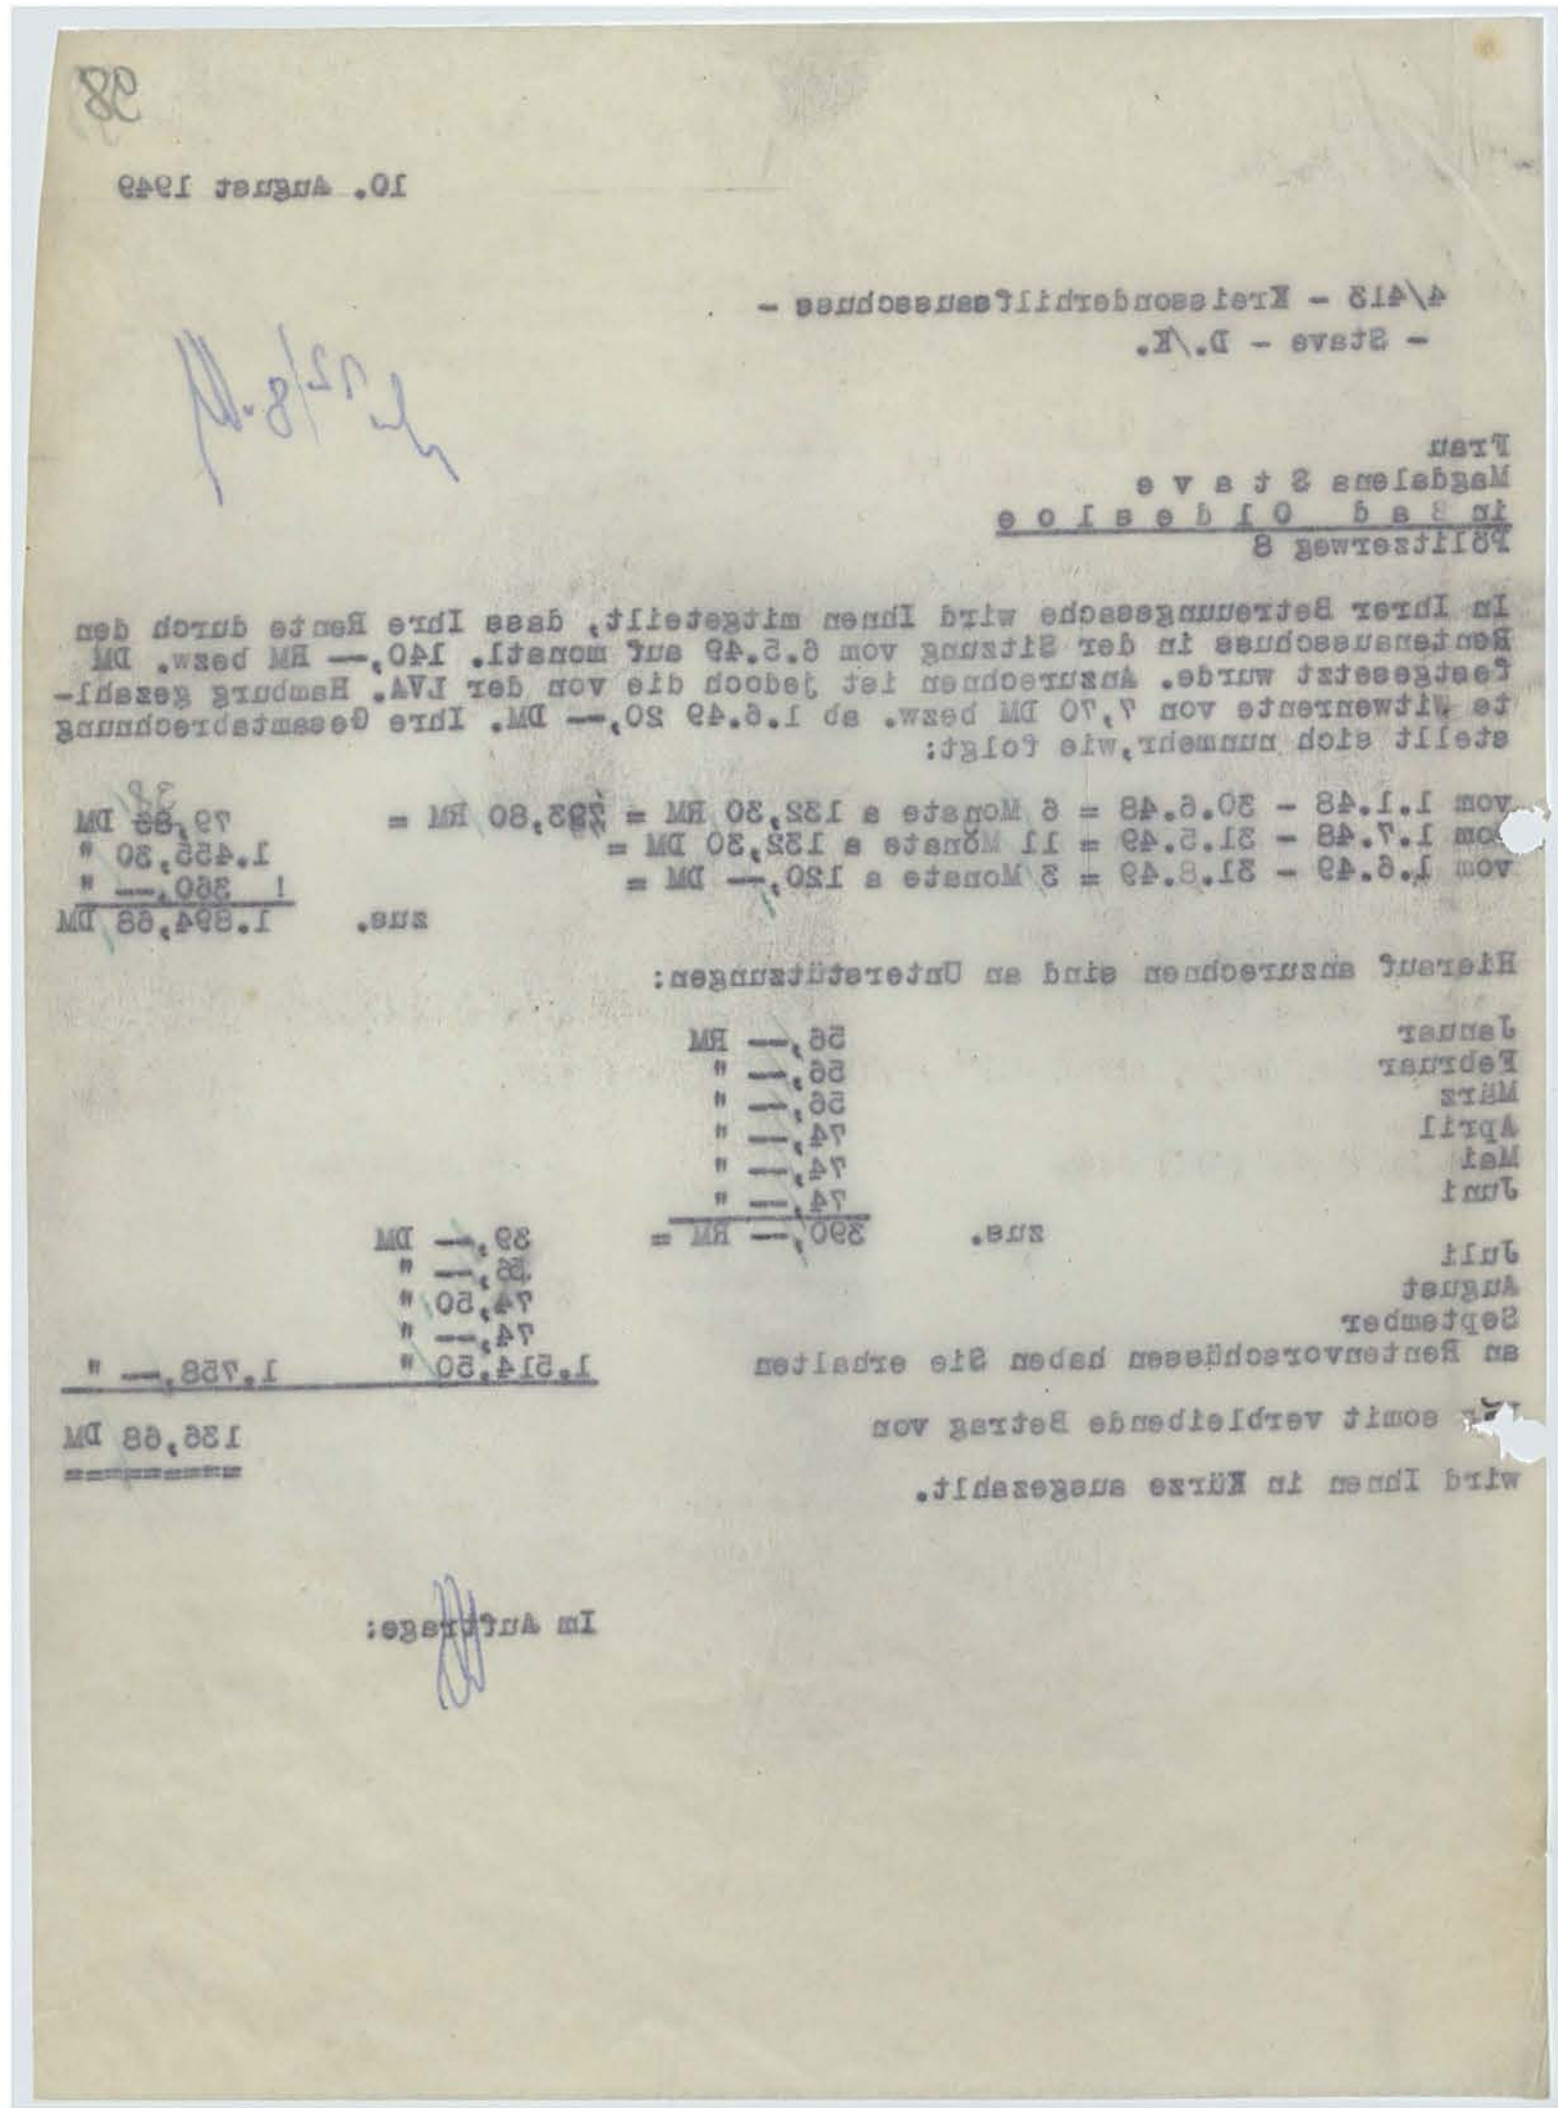 98
10. August 1949
4/413 - Kreissonderhilfsausschuss -
- Stave - D./K.
12/8.
Frau
Magdalena S t a v e
in B a d   O l d e s l o e
Pölitzerweg 8
In Ihrer Betreuungssache wird Ihnen mitgeteilt, dass Ihre Rente durch den
Rentenausschuss in der Sitzung vom 6.5.49 auf monatl. 140,-- RM bezw. DM
festgesetzt wurde. Anzurechnen ist jedoch die von der LVA. Hamburg gezahl-
te Witwenrente von 7,70 DM bezw. ab 1.6.49 20,-- DM. Ihre Gesamtabrechnung
stellt sich nunmehr,wie folgt:
38
vom 1.1.48 - 30.6.48 = 6 Monate a 132,30 RM = 793,80 RM = 79, DM
vom 1.7.48 - 31.5.49 = 11 Monate a 132,30 DM = 1.455,30 "
vom 1.6.49 - 31.8.49 = 3 Monate a 120,-- DM = ! 360,-- "
zus. 1.894,68 DM
Hierauf anzurechnen sind an Unterstützungen:
Januar 56,-- RM
Februar 56,-- "
März 56,-- "
April 74,-- "
Mai 74,-- "
Juni 74,-- "
zus. 390,-- RM = 39,-- DM
Juli ,-- "
August 74,50 "
September 74,-- "
an Rentenvorschüssen haben Sie erhalten 1.514,50 " 1.758,-- "
somit verbleibende Betrag von 136,68 DM
=========
wird Ihnen in Kürze ausgezahlt.
Im Auftrage: